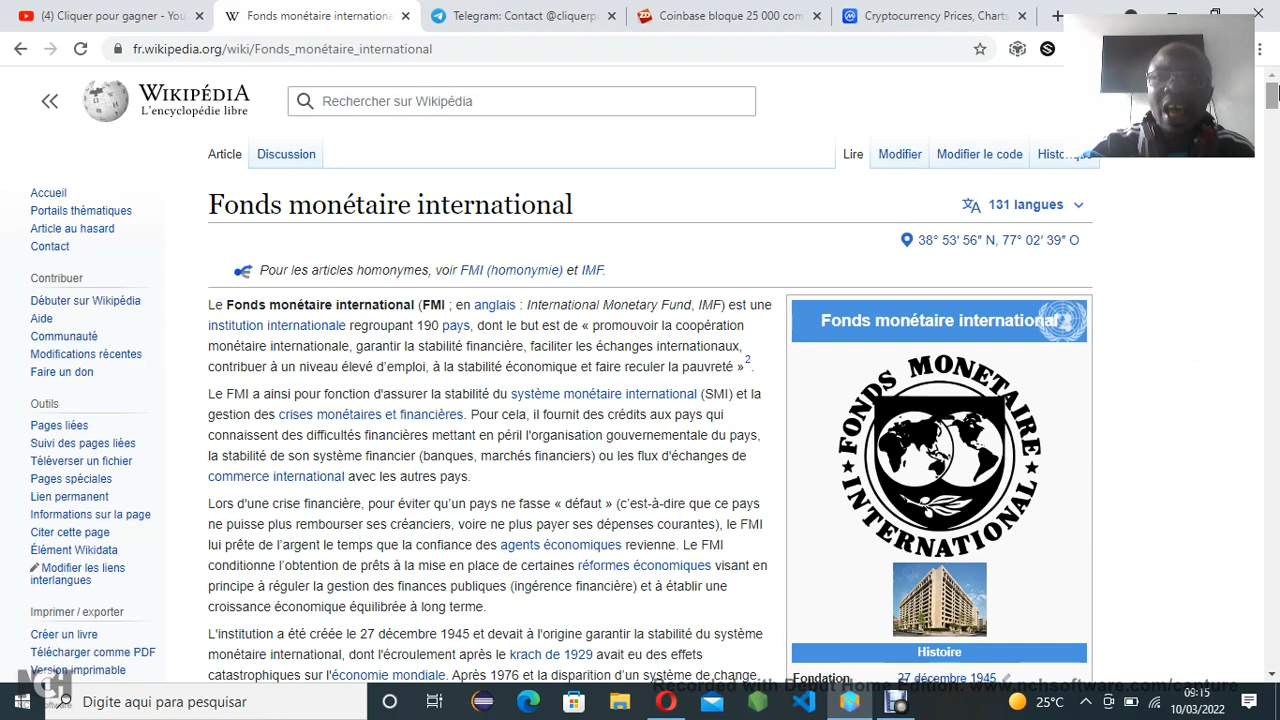 (4) Cliquer pour gagner - You
Fonds monétaire internationa
Telegram: Contact @cliquerp
Coinbase bloque 25 000 com
Cryptocurrency Prices, Charts
fr.wikipedia.org/wiki/Fonds_monétaire_international
WIKIPÉDIA
L'encyclopédie libre
Rechercher sur Wikipédia
Article
Discussion
Lire
Modifier
Modifier le code
Historique
Accueil
Portails thématiques
Article au hasard
Contact
Contribuer
Débuter sur Wikipédia
Aide
Communauté
Modifications récentes
Faire un don
Outils
Pages liées
Suivi des pages liées
Téléverser un fichier
Pages spéciales
Lien permanent
Informations sur la page
Citer cette page
Élément Wikidata
Modifier les liens
interlangues
Imprimer / exporter
Créer un livre
Télécharger comme PDF
Version imprimable
Fonds monétaire international
131 langues
38° 53′ 56″ N, 77° 02′ 39″ O
Pour les articles homonymes, voir FMI (homonymie) et IMF.
Le Fonds monétaire international (FMI ; en anglais : International Monetary Fund, IMF) est une
institution internationale regroupant 190 pays, dont le but est de « promouvoir la coopération
monétaire internationale, garantir la stabilité financière, faciliter les échanges internationaux,
contribuer à un niveau élevé d'emploi, à la stabilité économique et faire reculer la pauvreté »2.
Le FMI a ainsi pour fonction d'assurer la stabilité du système monétaire international (SMI) et la
gestion des crises monétaires et financières. Pour cela, il fournit des crédits aux pays qui
connaissent des difficultés financières mettant en péril l'organisation gouvernementale du pays,
la stabilité de son système financier (banques, marchés financiers) ou les flux d'échanges de
commerce international avec les autres pays.
Lors d'une crise financière, pour éviter qu'un pays ne fasse « défaut » (c'est-à-dire que ce pays
ne puisse plus rembourser ses créanciers, voire ne plus payer ses dépenses courantes), le FMI
lui prête de l'argent le temps que la confiance des agents économiques revienne. Le FMI
conditionne l'obtention de prêts à la mise en place de certaines réformes économiques visant en
principe à réguler la gestion des finances publiques (ingérence financière) et à établir une
croissance économique équilibrée à long terme.
L'institution a été créée le 27 décembre 1945 et devait à l'origine garantir la stabilité du système
monétaire international, dont l'écroulement après le krach de 1929 avait eu des effets
catastrophiques sur l'économie mondiale. Après 1976 et la disparition d'un système de change
Fonds monétaire international
FONDS MONETAIRE
INTERNATIONAL
Histoire
Fondation
27 décembre 1945
NCH
Recorded with Debut Home Edition: www.nchsoftware.com/capture
Digite aqui para pesquisar
25°C
09:15
10/03/2022